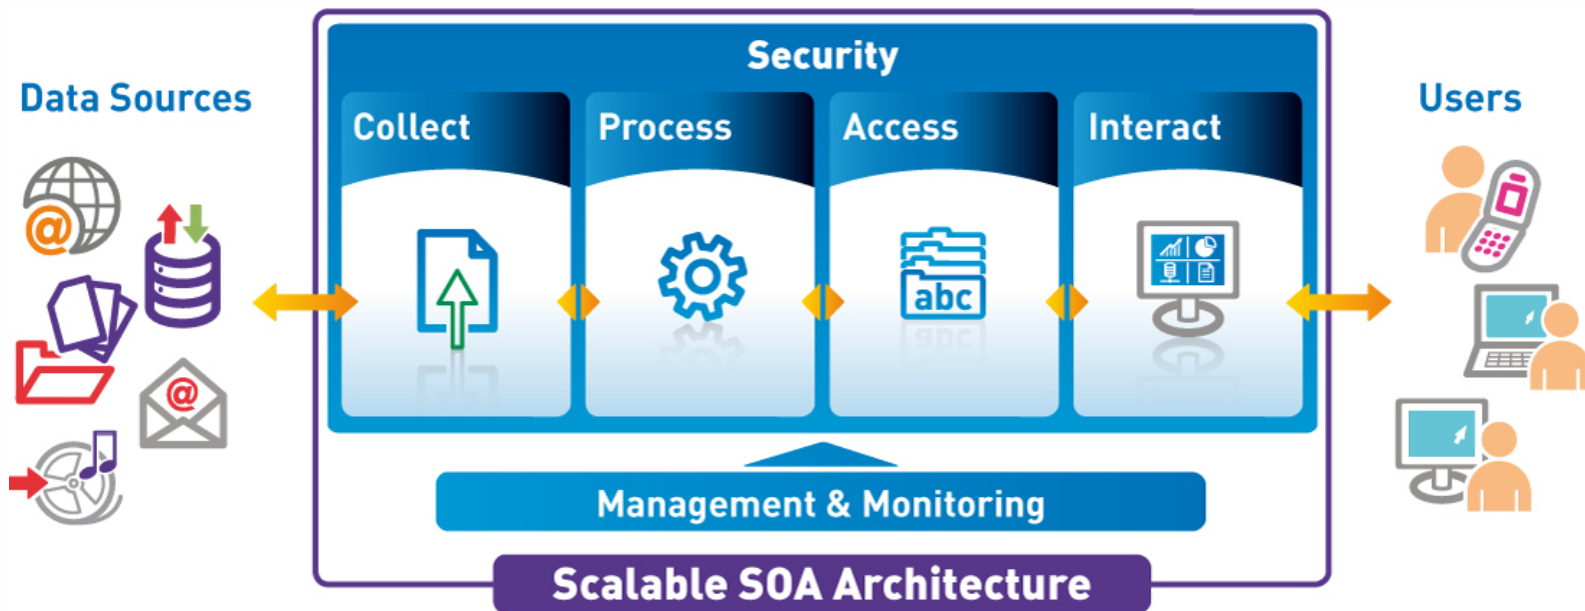 Security
Data Sources
Collect
Process
Access
Interact
Users
@
@
abc
Management & Monitoring
Scalable SOA Architecture